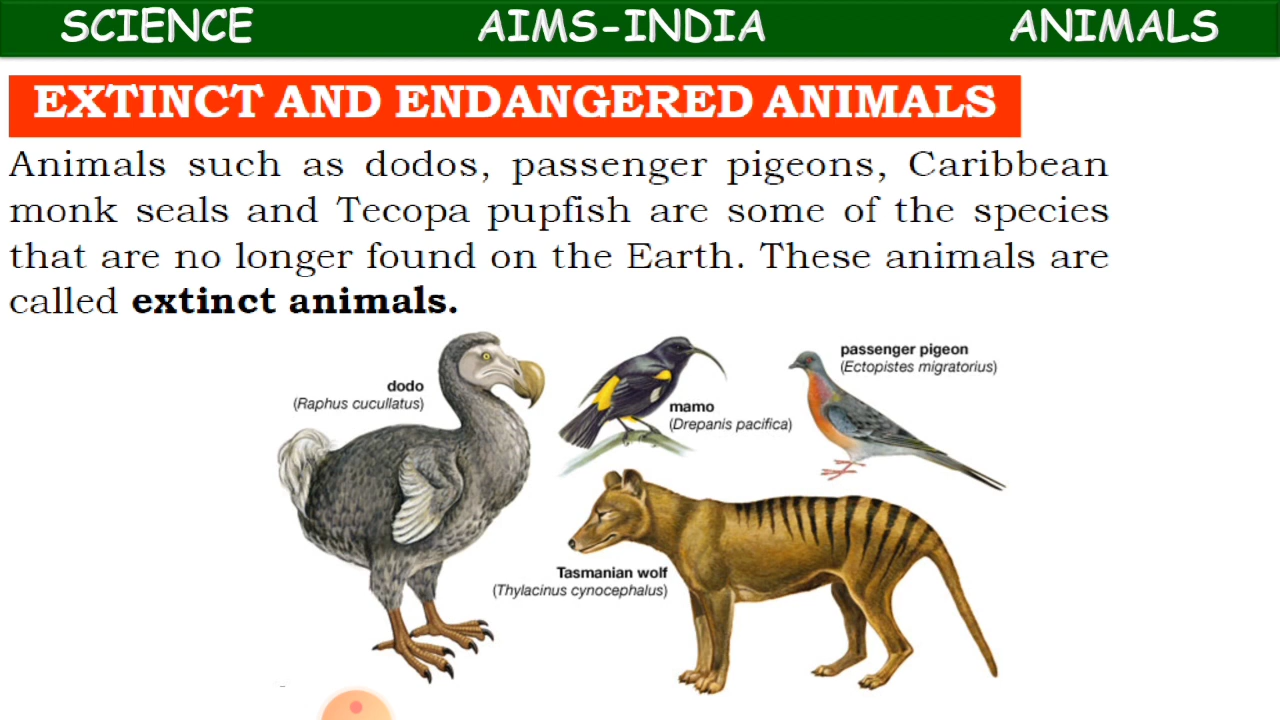 SCIENCE AIMS-INDIA ANIMALS
EXTINCT AND ENDANGERED ANIMALS
Animals such as dodos, passenger pigeons, Caribbean
monk seals and Tecopa pupfish are some of the species
that are no longer found on the Earth. These animals are
called extinct animals.
dodo
(Raphus cucullatus)
mamo
(Drepanis pacifica)
passenger pigeon
(Ectopistes migratorius)
Tasmanian wolf
(Thylacinus cynocephalus)